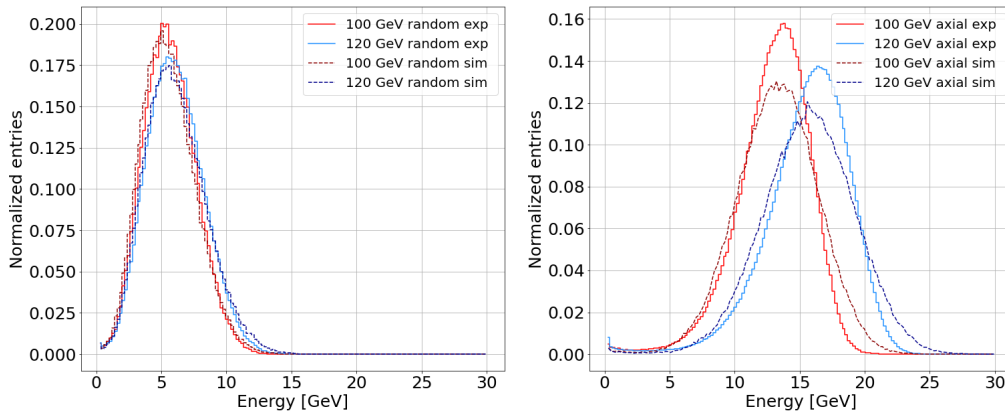 0.200
0.175
0.150
0.125
0.100
0.075
0.050
0.025
0.000
Normalized entries
0 5 10 15 20 25 30
Energy [GeV]
100 GeV random exp
120 GeV random exp
100 GeV random sim
120 GeV random sim
0.16
0.14
0.12
0.10
0.08
0.06
0.04
0.02
0.00
Normalized entries
0 5 10 15 20 25 30
Energy [GeV]
100 GeV axial exp
120 GeV axial exp
100 GeV axial sim
120 GeV axial sim